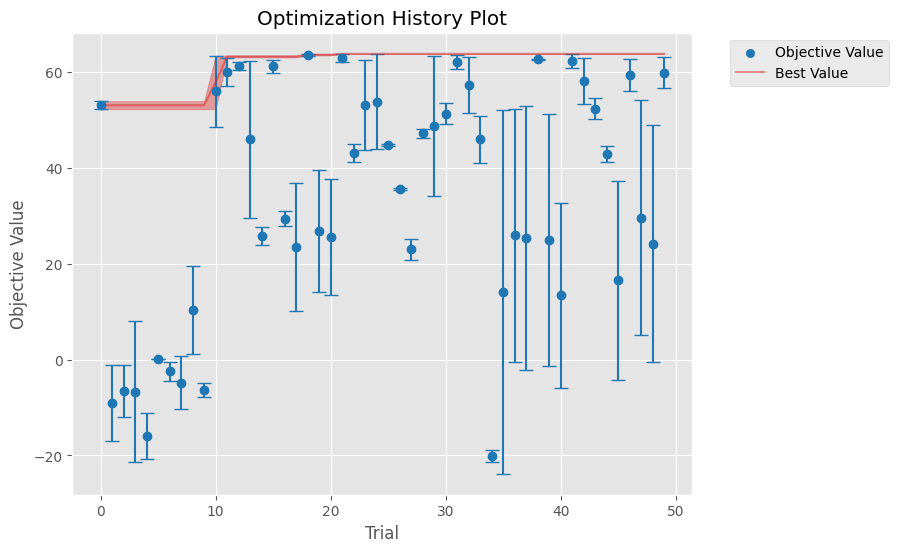 Optimization History Plot
Objective Value
Best Value
60
40
20
0
−20
Objective Value
0 10 20 30 40 50
Trial